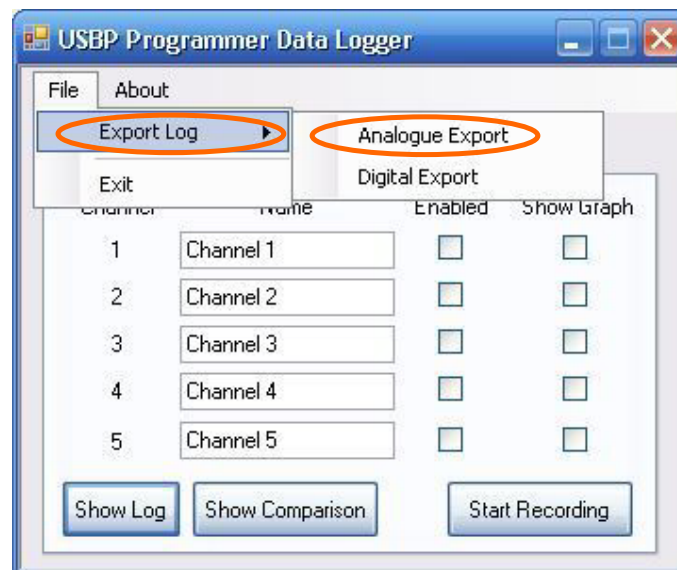 USBP Programmer Data Logger
File About
Export Log Analogue Export
Exit Digital Export
Channel Name Enabled Show Graph
1 Channel 1
2 Channel 2
3 Channel 3
4 Channel 4
5 Channel 5
Show Log Show Comparison Start Recording